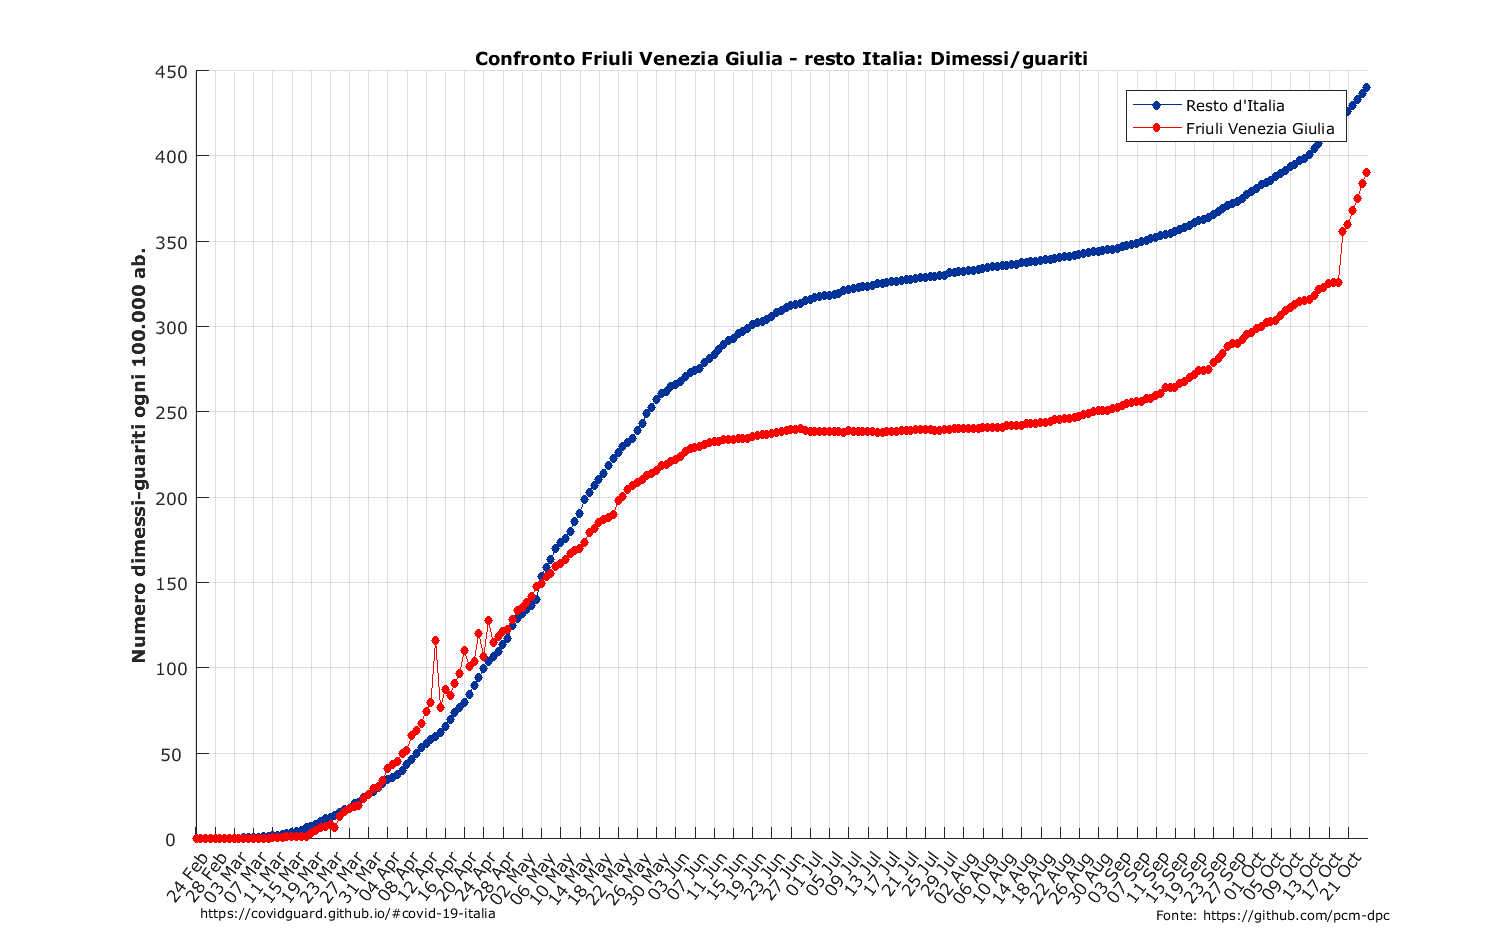 Confronto Friuli Venezia Giulia - resto Italia: Dimessi/guariti
Numero dimessi-guariti ogni 100.000 ab.
450
400
350
300
250
200
150
100
50
0
Resto d'Italia
Friuli Venezia Giulia
24 Feb
28 Feb
03 Mar
07 Mar
11 Mar
15 Mar
19 Mar
23 Mar
27 Mar
31 Mar
04 Apr
08 Apr
12 Apr
16 Apr
20 Apr
24 Apr
28 Apr
02 May
06 May
10 May
14 May
18 May
22 May
26 May
30 May
03 Jun
07 Jun
11 Jun
15 Jun
19 Jun
23 Jun
27 Jun
01 Jul
05 Jul
09 Jul
13 Jul
17 Jul
21 Jul
25 Jul
29 Jul
02 Aug
06 Aug
10 Aug
14 Aug
18 Aug
22 Aug
26 Aug
30 Aug
03 Sep
07 Sep
11 Sep
15 Sep
19 Sep
23 Sep
27 Sep
01 Oct
05 Oct
09 Oct
13 Oct
17 Oct
21 Oct
https://covidguard.github.io/#covid-19-italia
Fonte: https://github.com/pcm-dpc